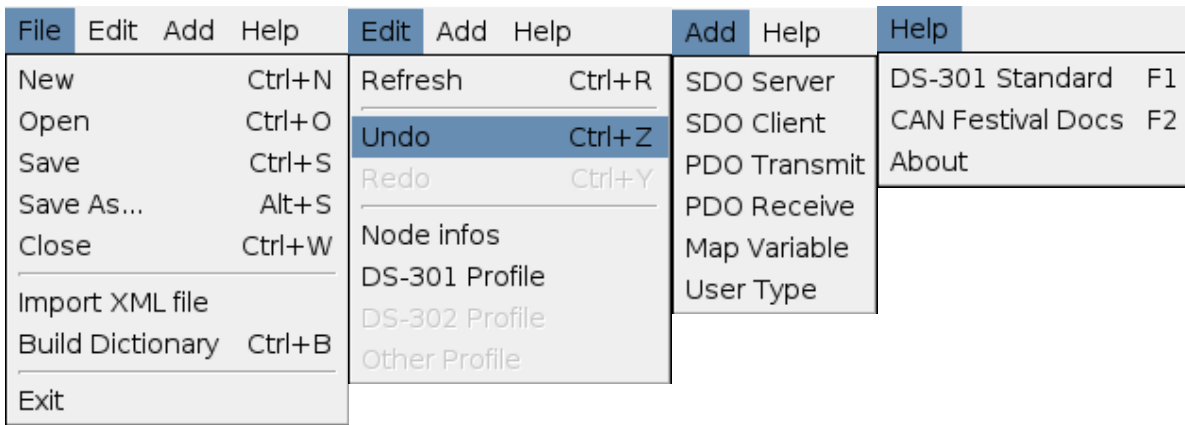 File Edit Add Help
New Ctrl+N
Open Ctrl+O
Save Ctrl+S
Save As... Alt+S
Close Ctrl+W
Import XML file
Build Dictionary Ctrl+B
Exit
Edit Add Help
Refresh Ctrl+R
Undo Ctrl+Z
Redo Ctrl+Y
Node infos
DS-301 Profile
DS-302 Profile
Other Profile
Add Help
SDO Server
SDO Client
PDO Transmit
PDO Receive
Map Variable
User Type
Help
DS-301 Standard F1
CAN Festival Docs F2
About